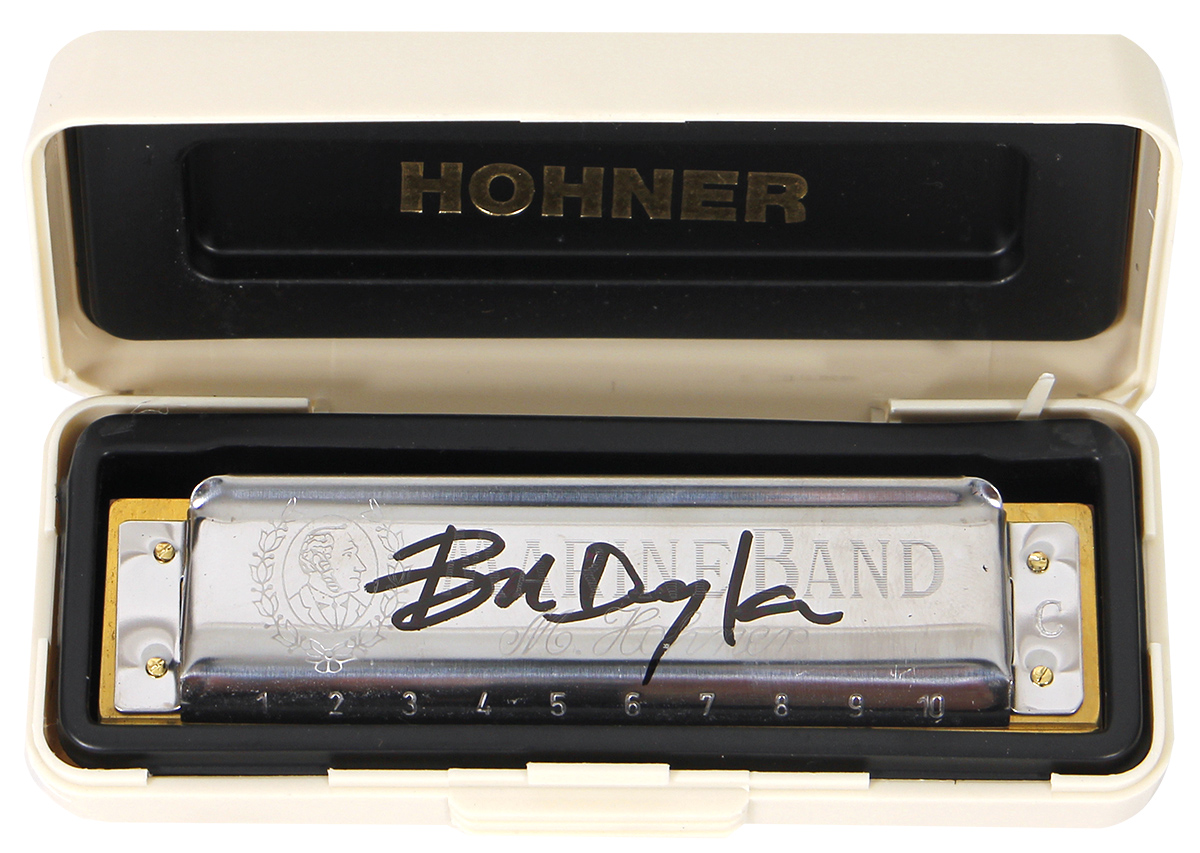 HOHNER
MARINE BAND
Bob Dylan
M. Hohner
C
1 2 3 4 5 6 7 8 9 10